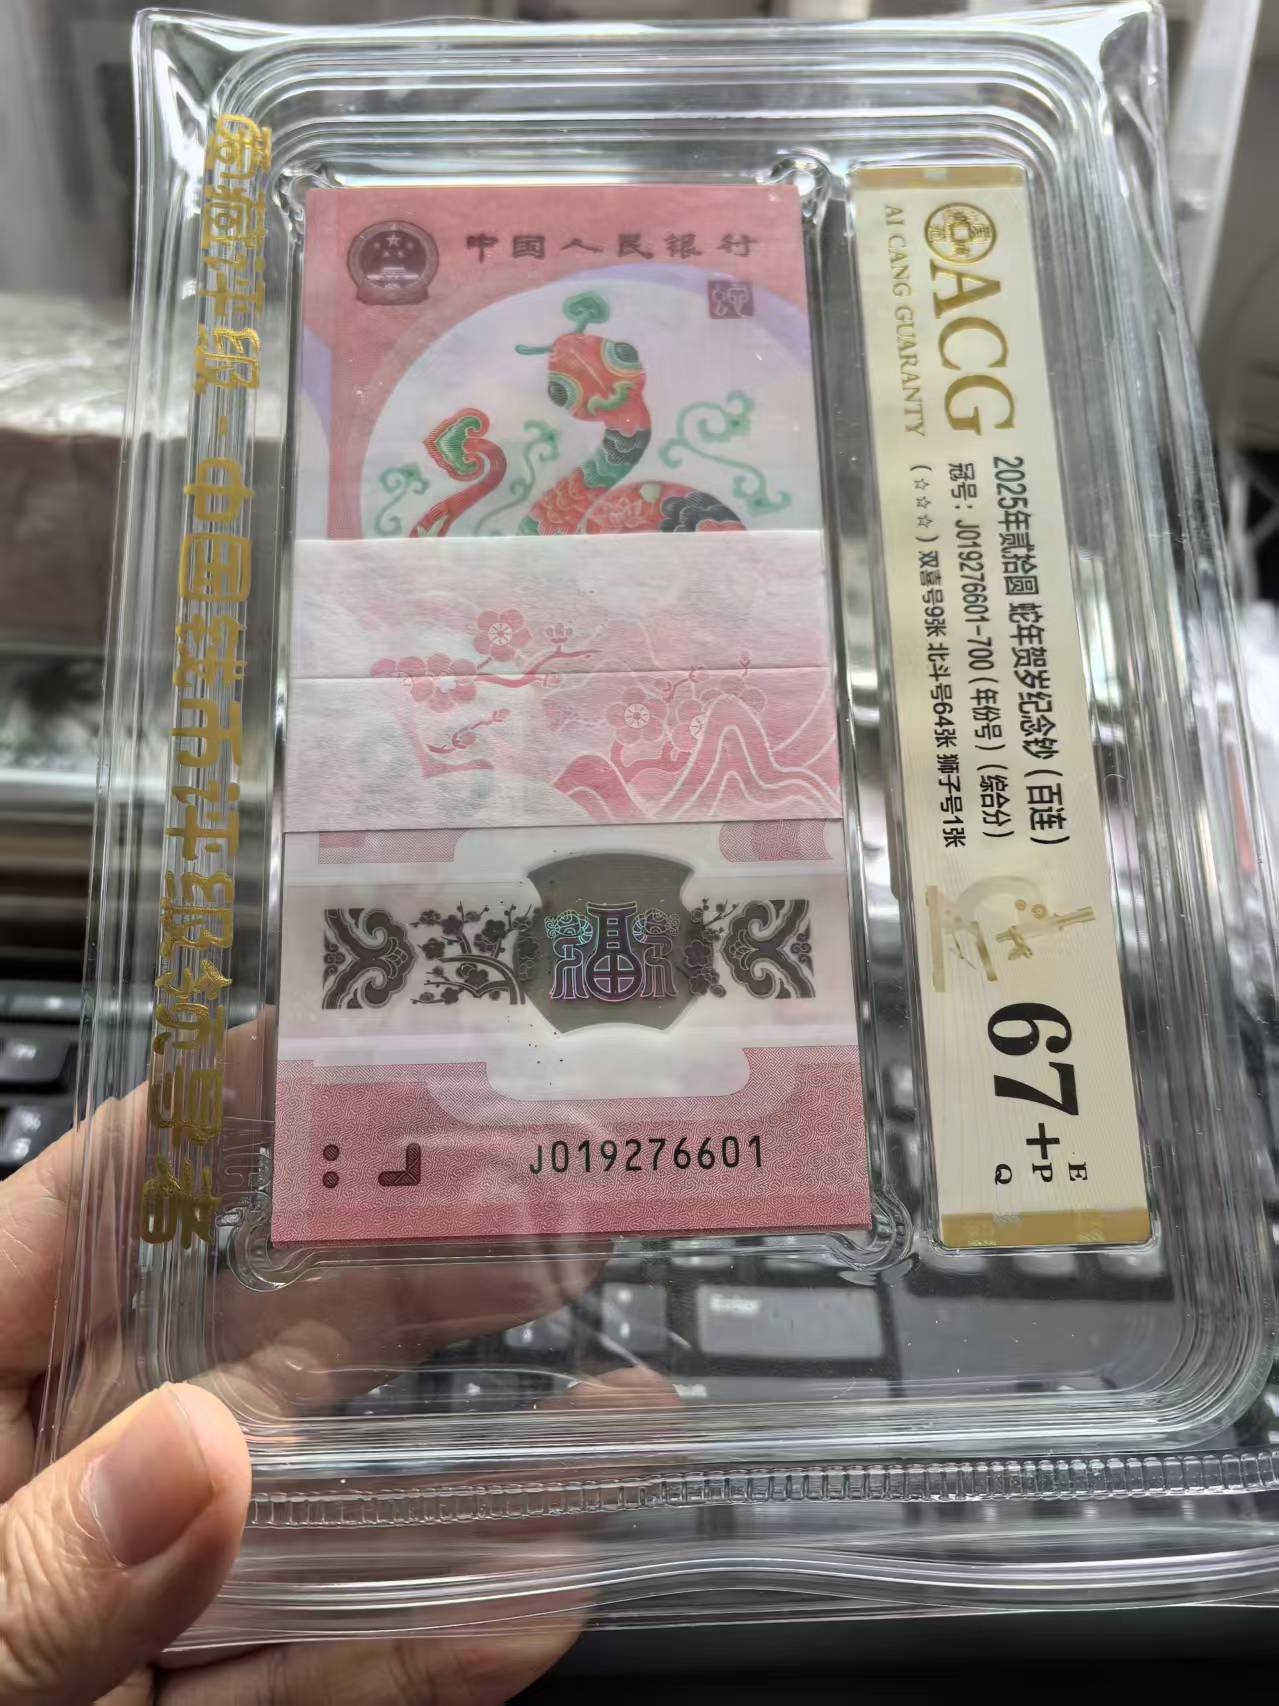 爱藏评级-中国钱币评级领导者
中国人民银行
福
J019276601
ACG
AI CANG GUARANTY
2025年贰拾圆 蛇年贺岁纪念钞（百连）
冠号：J019276601-700（年份号）（综合分）
（☆☆☆）双喜号9张 北斗号64张 狮子号1张
67+
E
P
Q
Enter